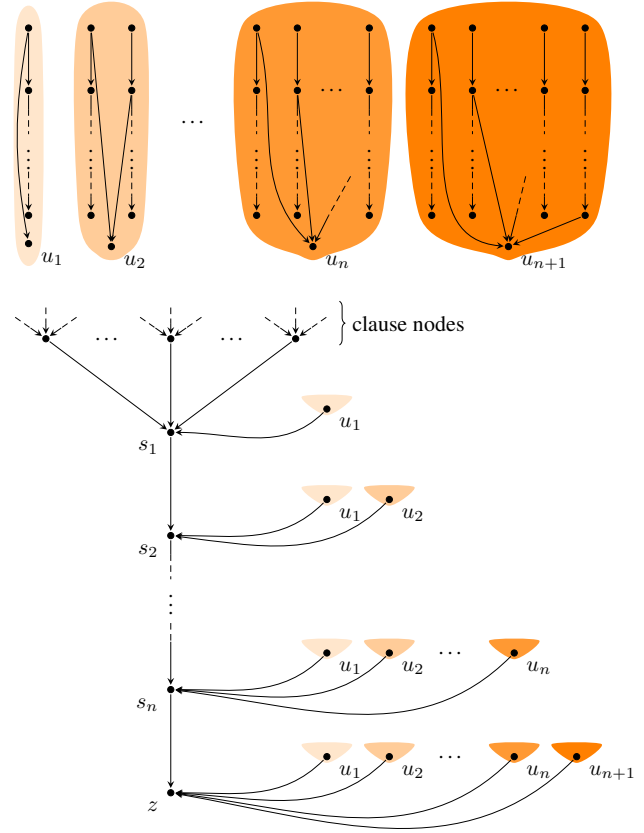 ...
... ...
u₁ u₂ uₙ uₙ₊₁
clause nodes
... ...
u₁
s₁
u₁ u₂
s₂
u₁ u₂ ... uₙ
sₙ
u₁ u₂ ... uₙ uₙ₊₁
z